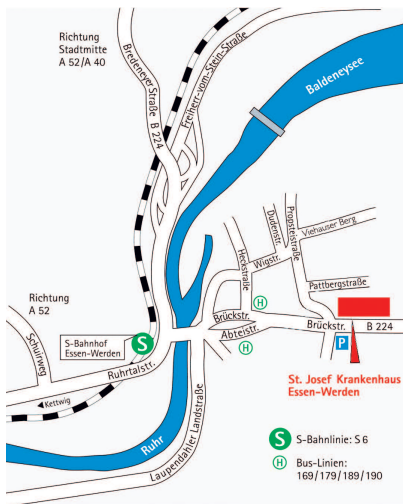 Richtung
Stadtmitte
A 52/A 40
Bredeneyer
Straße B 224
Freiherr-vom-Stein-Straße
Baldeneysee
Propsteistraße
Dudenstr.
Viehauser Berg
Heckstraße
Wigstr.
Pattbergstraße
Richtung
A 52
H
Brückstr.
Brückstr.
B 224
Schuirweg
S-Bahnhof
Essen-Werden
S
Abteistr.
H
P
Ruhrtalstr.
St. Josef Krankenhaus
Essen-Werden
Kettwig
Ruhr
Laupendahler Landstraße
S
S-Bahnlinie: S 6
H
Bus-Linien:
169/179/189/190